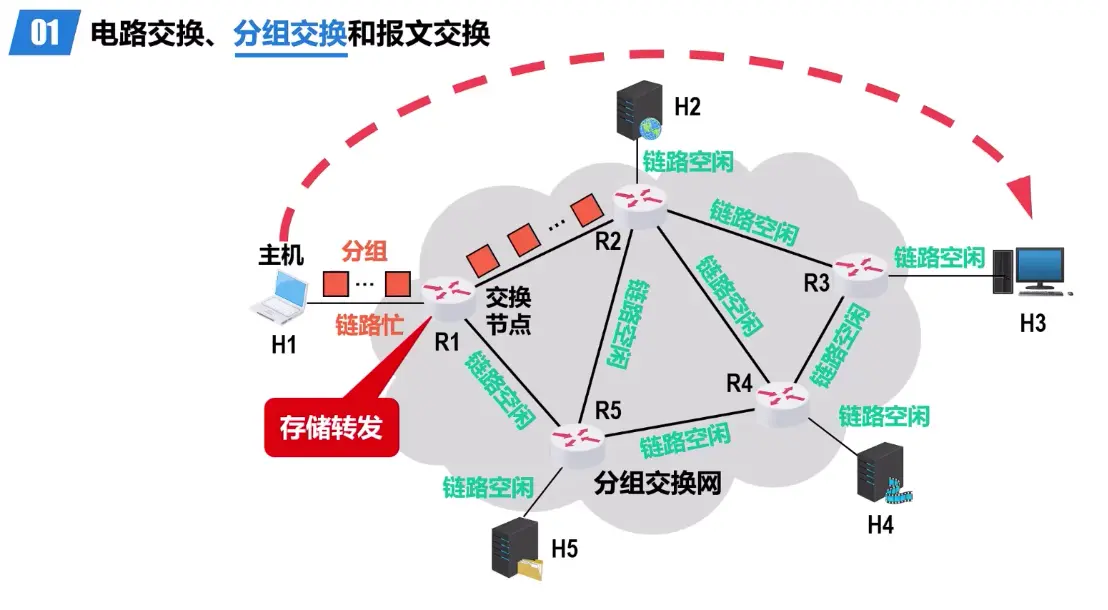 01 电路交换、分组交换和报文交换
H2
链路空闲
主机
分组
...
...
R2
链路空闲
链路空闲
R3
链路空闲
H3
链路忙
H1
R1
交换
节点
链路空闲
链路空闲
链路空闲
R4
存储转发
R5
链路空闲
链路空闲
链路空闲
分组交换网
H5
H4